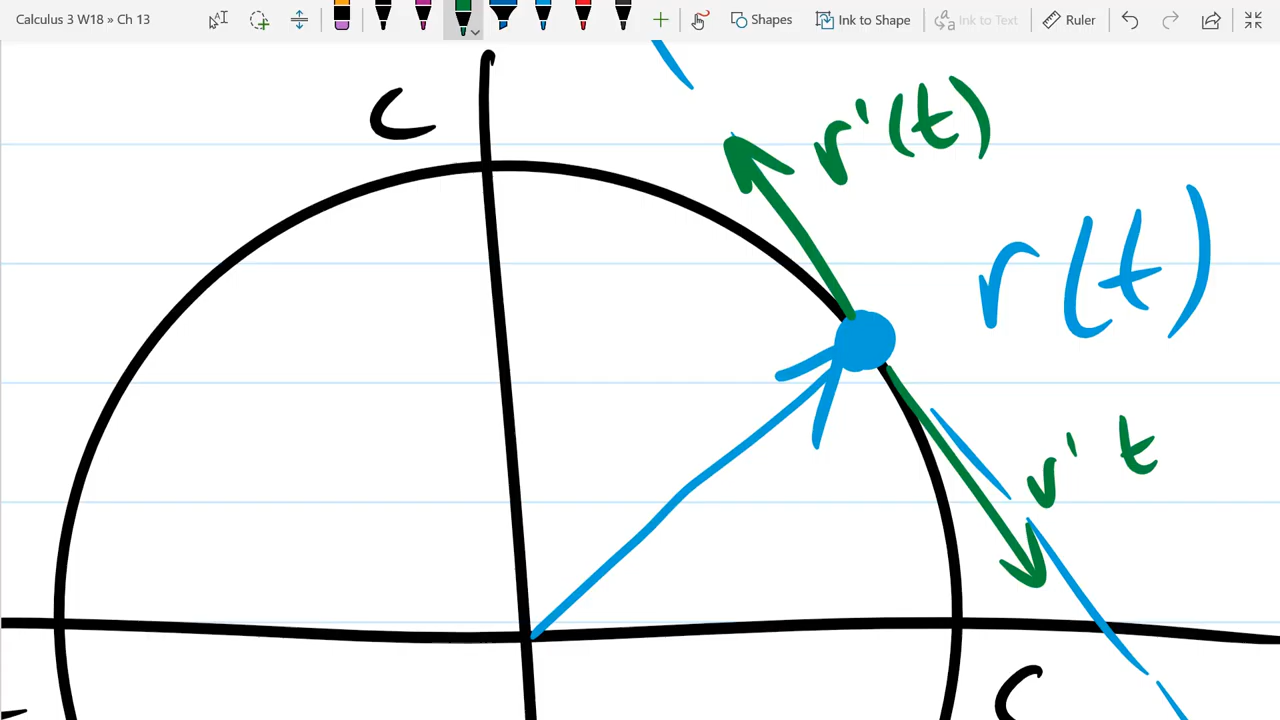 Calculus 3 W18 » Ch 13
Shapes
Ink to Shape
Ink to Text
Ruler
C
r'(t)
r(t)
r' t
C